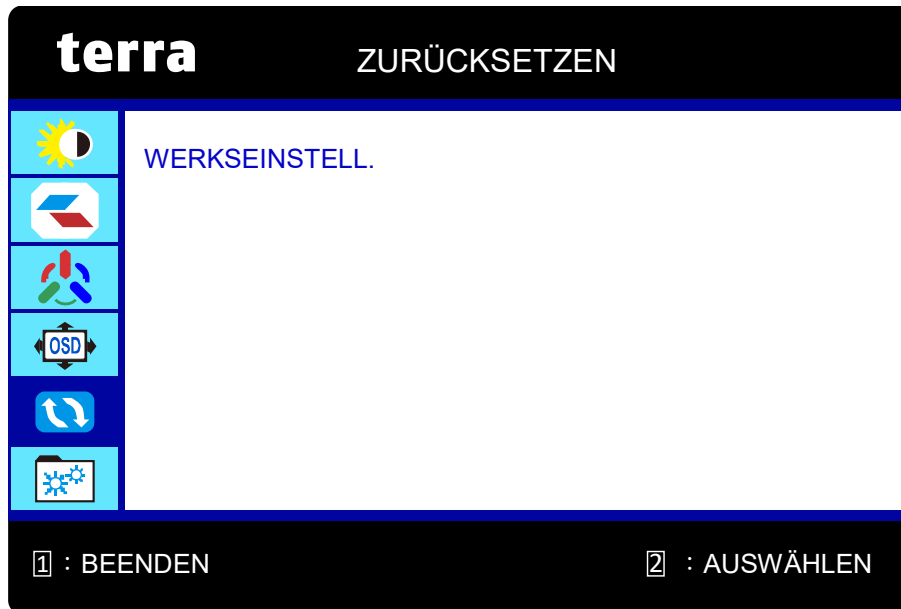 terra
ZURÜCKSETZEN
WERKSEINSTELL.
OSD
1 : BEENDEN
2 : AUSWÄHLEN